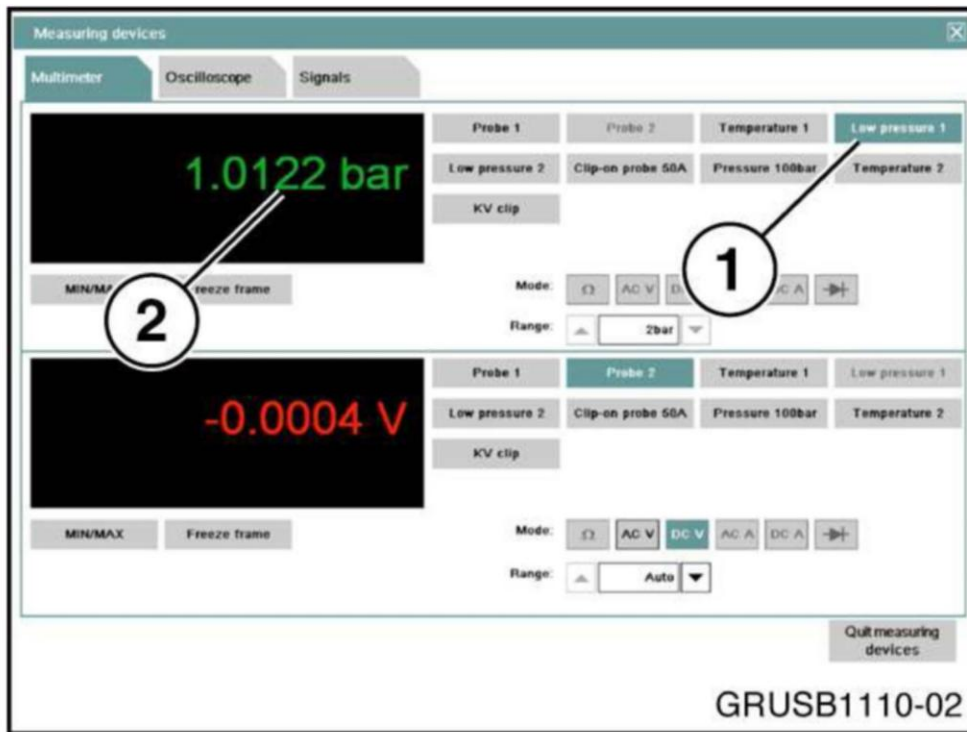 Measuring devices
Multimeter Oscilloscope Signals
1.0122 bar
Probe 1 Probe 2 Temperature 1 Low pressure 1
Low pressure 2 Clip-on probe 50A Pressure 100bar Temperature 2
KV clip
1
2
MIN/MA reeze frame
Mode: Ω AC V D C A
Range: 2bar
-0.0004 V
Probe 1 Probe 2 Temperature 1 Low pressure 1
Low pressure 2 Clip-on probe 50A Pressure 100bar Temperature 2
KV clip
MIN/MAX Freeze frame
Mode: Ω AC V DC V AC A DC A
Range: Auto
Quit measuring
devices
GRUSB1110-02